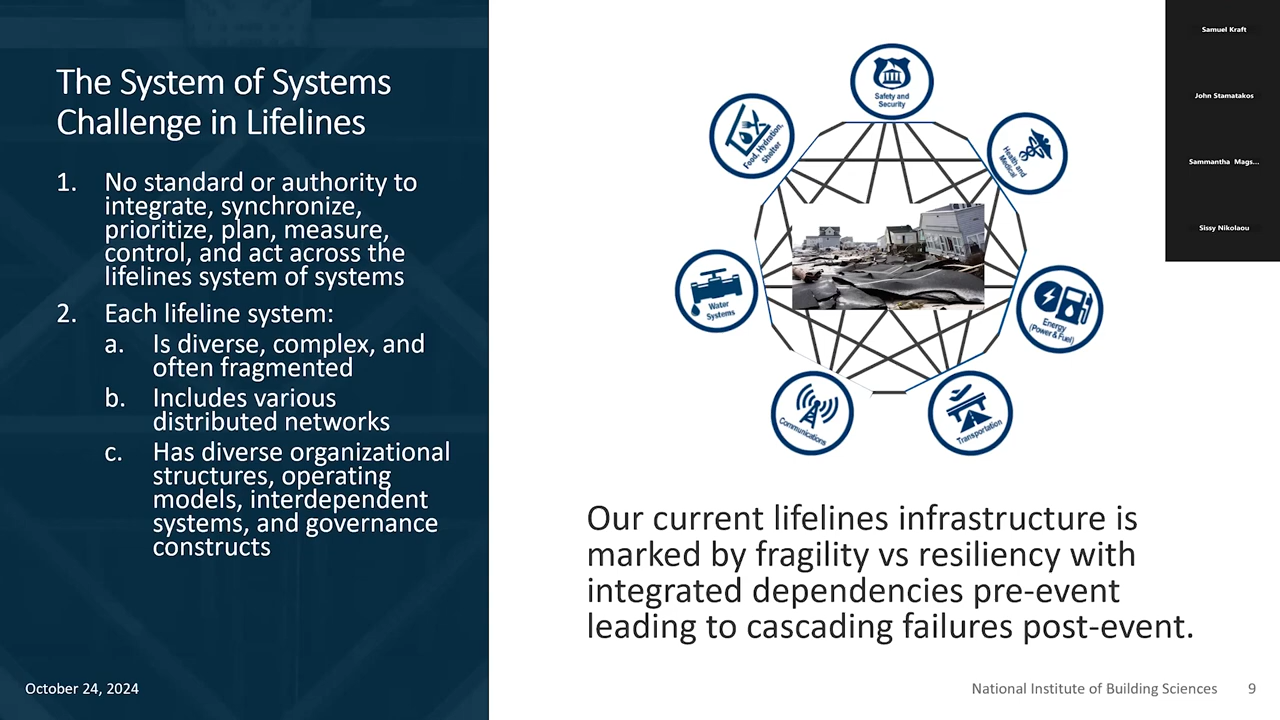 The System of Systems
Challenge in Lifelines
1. No standard or authority to
integrate, synchronize,
prioritize, plan, measure,
control, and act across the
lifelines system of systems
2. Each lifeline system:
a. Is diverse, complex, and
often fragmented
b. Includes various
distributed networks
c. Has diverse organizational
structures, operating
models, interdependent
systems, and governance
constructs
October 24, 2024
Safety and
Security
Food, Hydration,
Shelter
Health and
Medical
Water
Systems
Energy
(Power & Fuel)
Communications
Transportation
Our current lifelines infrastructure is
marked by fragility vs resiliency with
integrated dependencies pre-event
leading to cascading failures post-event.
National Institute of Building Sciences 9
Samuel Kraft
John Stamatakos
Sammantha Mags...
Sissy Nikolaou